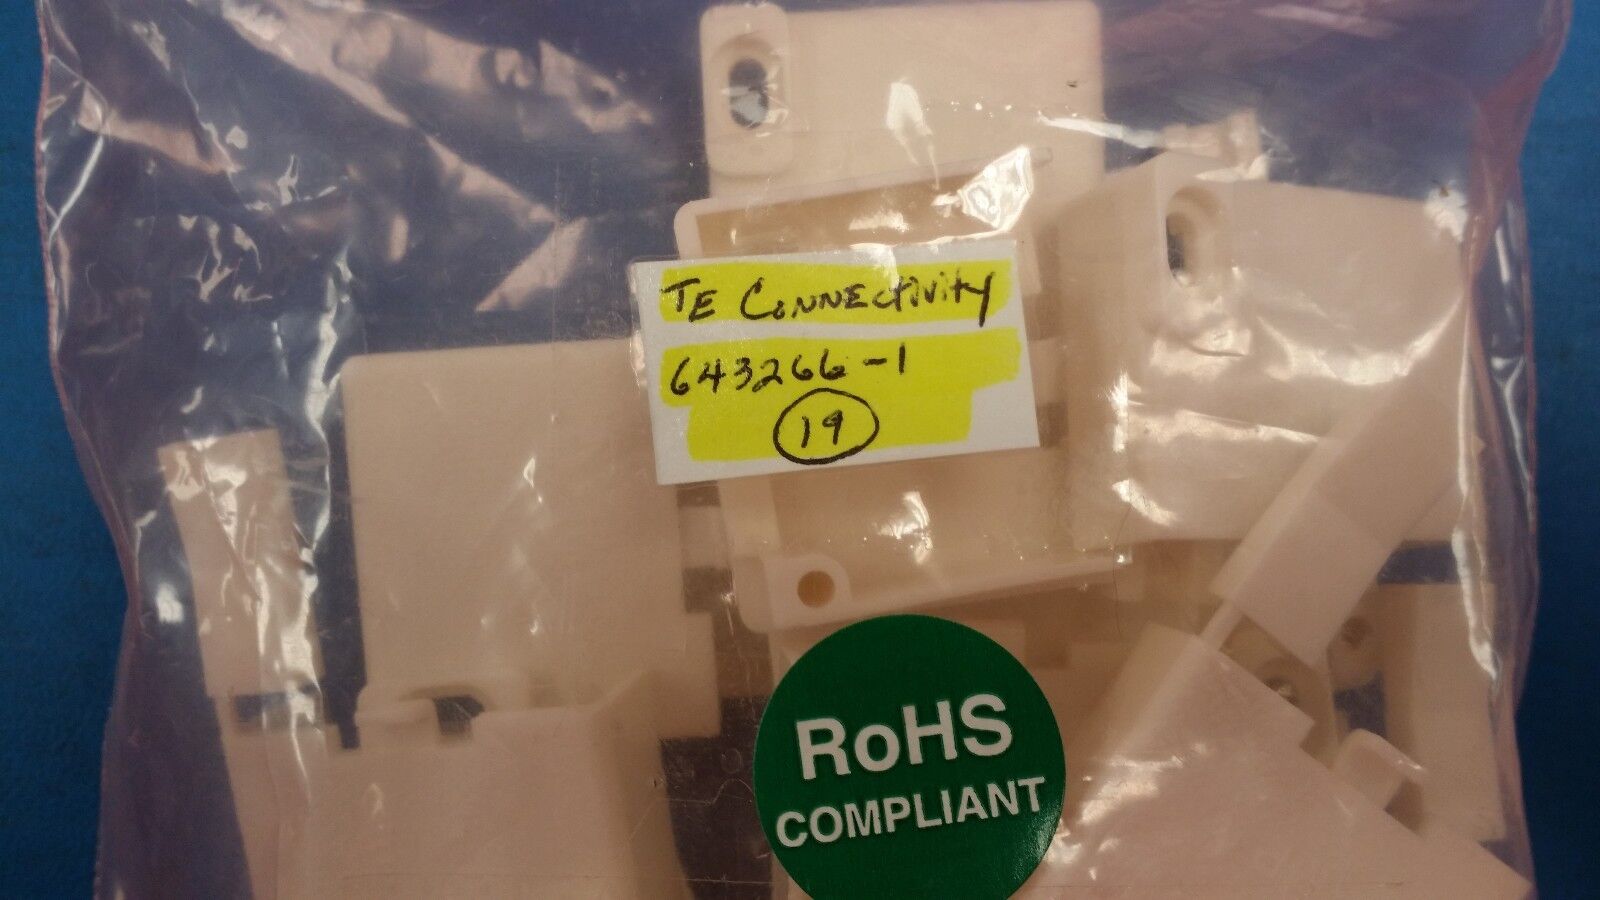 TE Connectivity
643266-1
19
RoHS
COMPLIANT